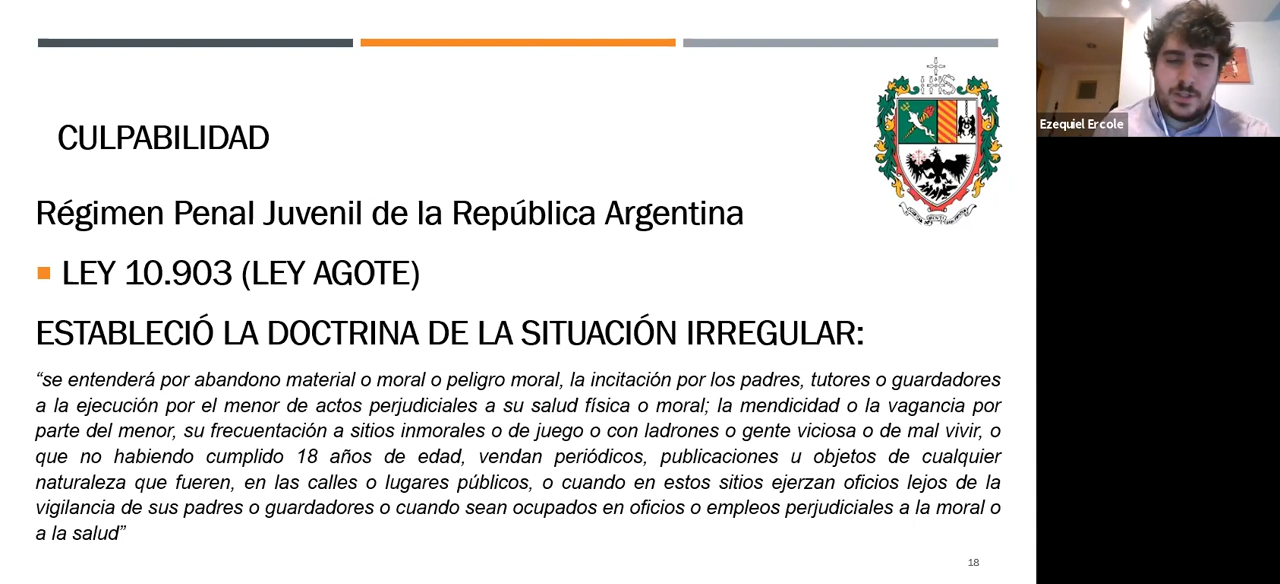 CULPABILIDAD
Régimen Penal Juvenil de la República Argentina
LEY 10.903 (LEY AGOTE)
ESTABLECIÓ LA DOCTRINA DE LA SITUACIÓN IRREGULAR:
“se entenderá por abandono material o moral o peligro moral, la incitación por los padres, tutores o guardadores
a la ejecución por el menor de actos perjudiciales a su salud física o moral; la mendicidad o la vagancia por
parte del menor, su frecuentación a sitios inmorales o de juego o con ladrones o gente viciosa o de mal vivir, o
que no habiendo cumplido 18 años de edad, vendan periódicos, publicaciones u objetos de cualquier
naturaleza que fueren, en las calles o lugares públicos, o cuando en estos sitios ejerzan oficios lejos de la
vigilancia de sus padres o guardadores o cuando sean ocupados en oficios o empleos perjudiciales a la moral o
a la salud”
18
IHS
Ezequiel Ercole